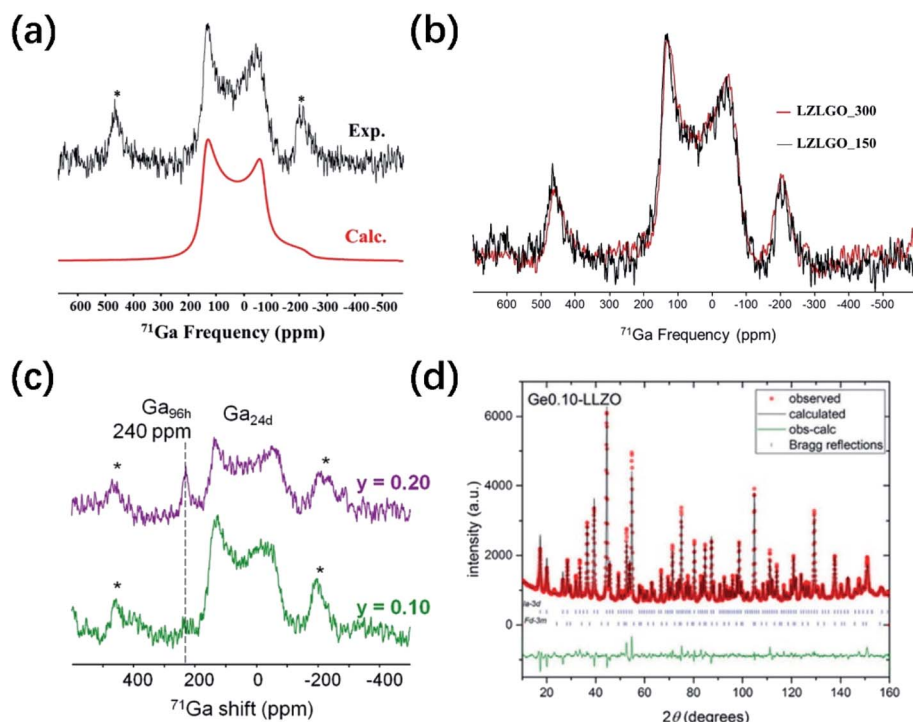 (a)
*
*
Exp.
Calc.
600 500 400 300 200 100 0 -100 -200 -300 -400 -500
71Ga Frequency (ppm)
(b)
LZLGO_300
LZLGO_150
600 500 400 300 200 100 0 -100 -200 -300 -400 -500
71Ga Frequency (ppm)
(c)
Ga96h
240 ppm
Ga24d
*
*
y = 0.20
*
*
y = 0.10
400 200 0 -200 -400
71Ga shift (ppm)
(d)
Ge0.10-LLZO
observed
calculated
obs-calc
Bragg reflections
intensity (a.u.)
6000
4000
2000
0
Ia-3d
Fd-3m
20 40 60 80 100 120 140 160
2θ (degrees)